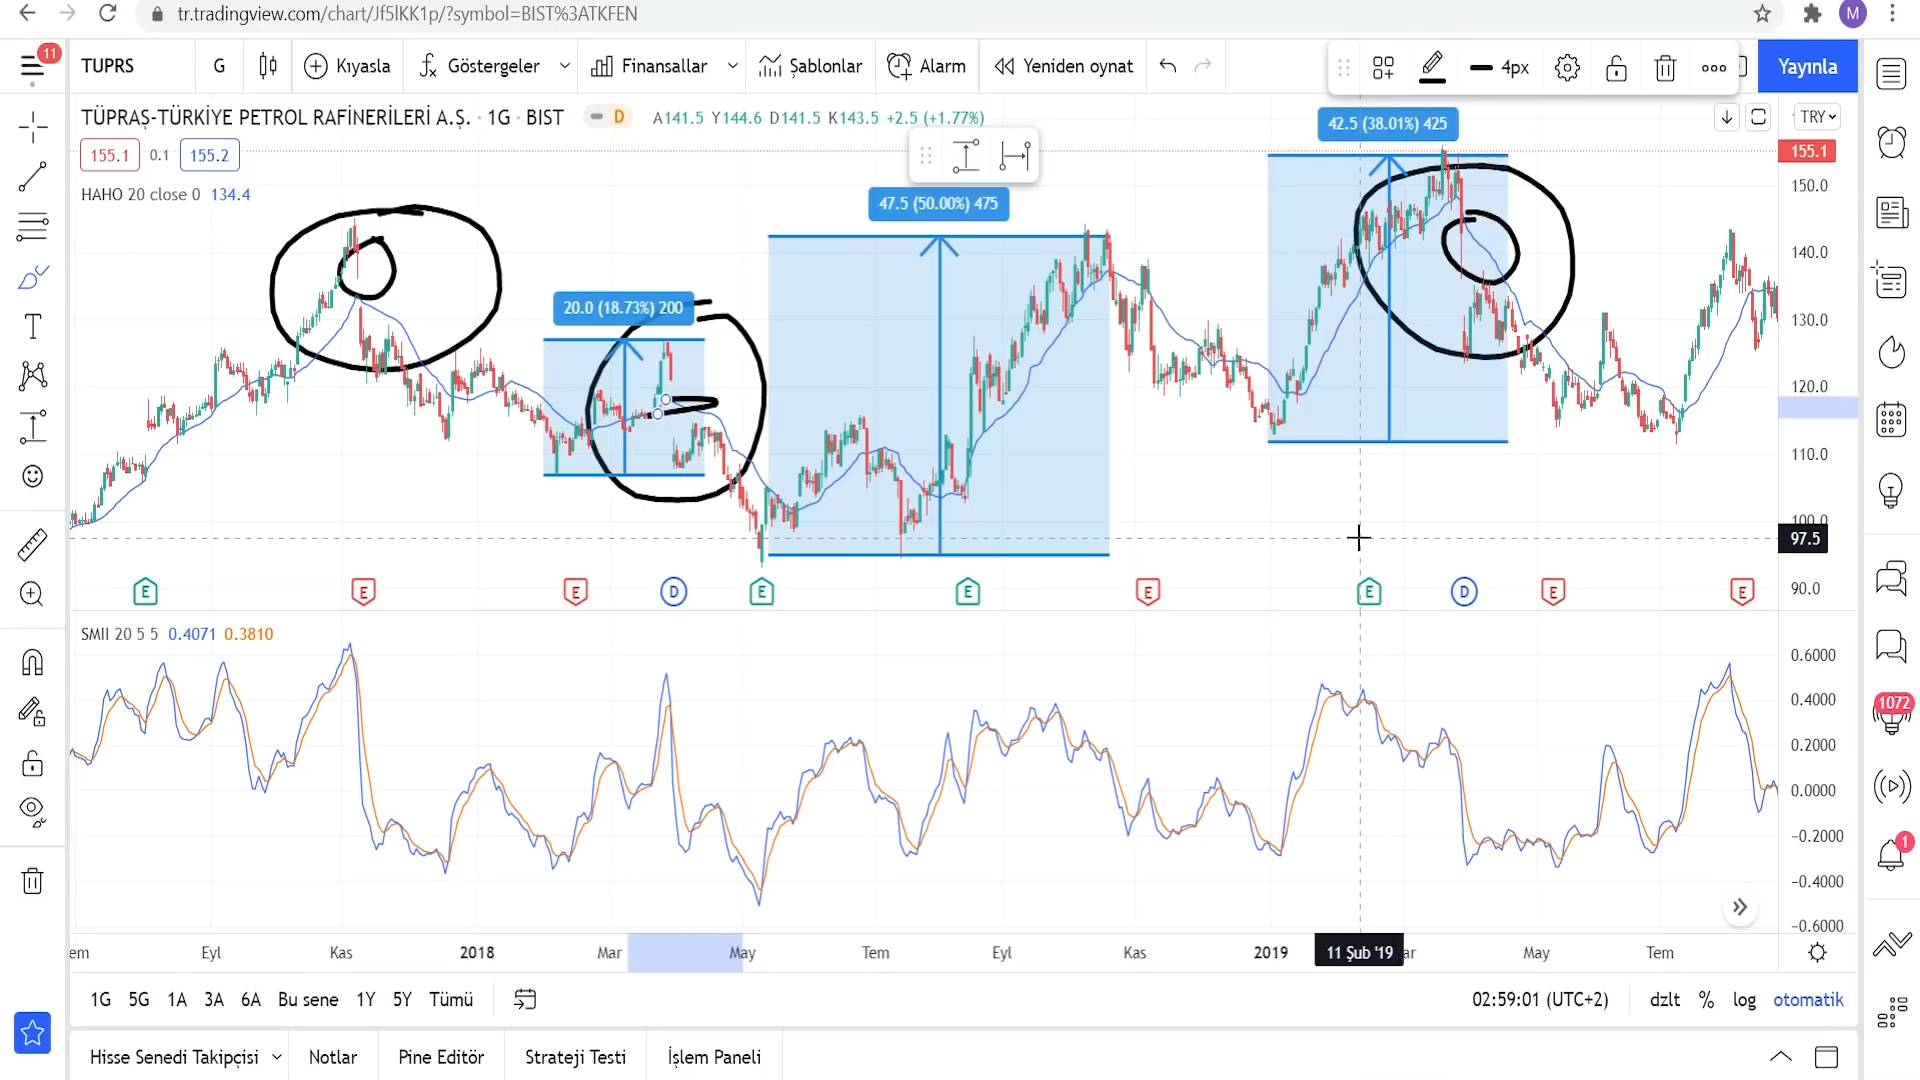 tr.tradingview.com/chart/Jf5lKK1p/?symbol=BIST%3ATKFEN
M
11
TUPRS
G
Kıyasla
Göstergeler
Finansallar
Şablonlar
Alarm
Yeniden oynat
4px
Yayınla
TÜPRAŞ-TÜRKİYE PETROL RAFİNERİLERİ A.Ş. · 1G · BIST
D
A141.5 Y144.6 D141.5 K143.5 +2.5 (+1.77%)
TRY
155.1
0.1
155.2
HAHO 20 close 0 134.4
42.5 (38.01%) 425
47.5 (50.00%) 475
20.0 (18.73%) 200
155.1
150.0
140.0
130.0
120.0
110.0
100.0
97.5
90.0
E
E
E
D
E
E
E
E
D
E
E
SMII 20 5 5 0.4071 0.3810
0.6000
0.4000
0.2000
0.0000
−0.2000
−0.4000
−0.6000
1072
1
em
Eyl
Kas
2018
Mar
May
Tem
Eyl
Kas
2019
11 Şub '19
ar
May
Tem
1G 5G 1A 3A 6A Bu sene 1Y 5Y Tümü
02:59:01 (UTC+2)
dzlt % log otomatik
Hisse Senedi Takipçisi
Notlar
Pine Editör
Strateji Testi
İşlem Paneli